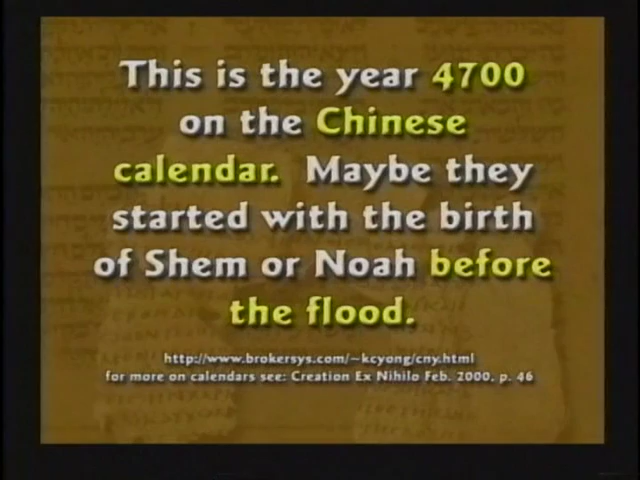 This is the year 4700
on the Chinese
calendar. Maybe they
started with the birth
of Shem or Noah before
the flood.
http://www.brokersys.com/~kcyong/cny.html
for more on calendars see: Creation Ex Nihilo Feb. 2000, p. 46